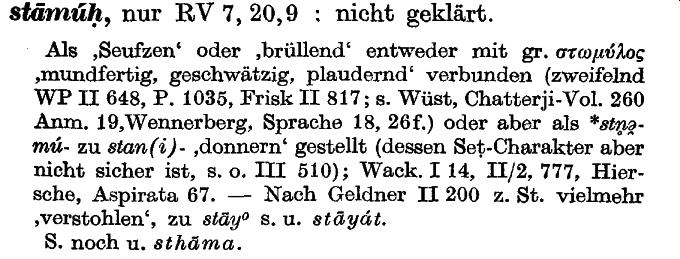 stāmúḥ, nur RV 7, 20,9 : nicht geklärt.
Als ‚Seufzen‘ oder ‚brüllend‘ entweder mit gr. στωμύλος
‚mundfertig, geschwätzig, plaudernd‘ verbunden (zweifelnd
WP II 648, P. 1035, Frisk II 817; s. Wüst, Chatterji-Vol. 260
Anm. 19,Wennerberg, Sprache 18, 26f.) oder aber als *stn̥ə̯-
mú- zu stan(i)- ‚donnern‘ gestellt (dessen Seṭ-Charakter aber
nicht sicher ist, s. o. III 510); Wack. I 14, II/2, 777, Hier-
sche, Aspirata 67. — Nach Geldner II 200 z. St. vielmehr
‚verstohlen‘, zu stāyº s. u. stāyát.
S. noch u. sthāma.